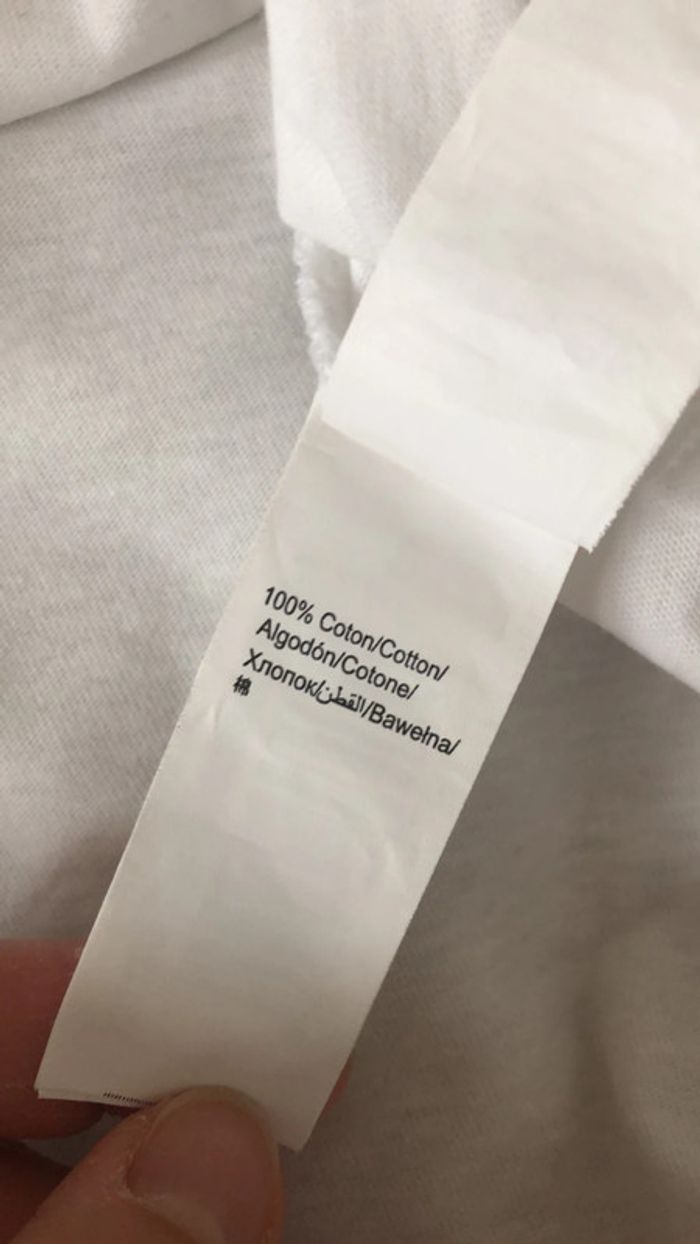 100% Coton/Cotton/
Algodón/Cotone/
Хлопок/القطن/Bawełna/
棉